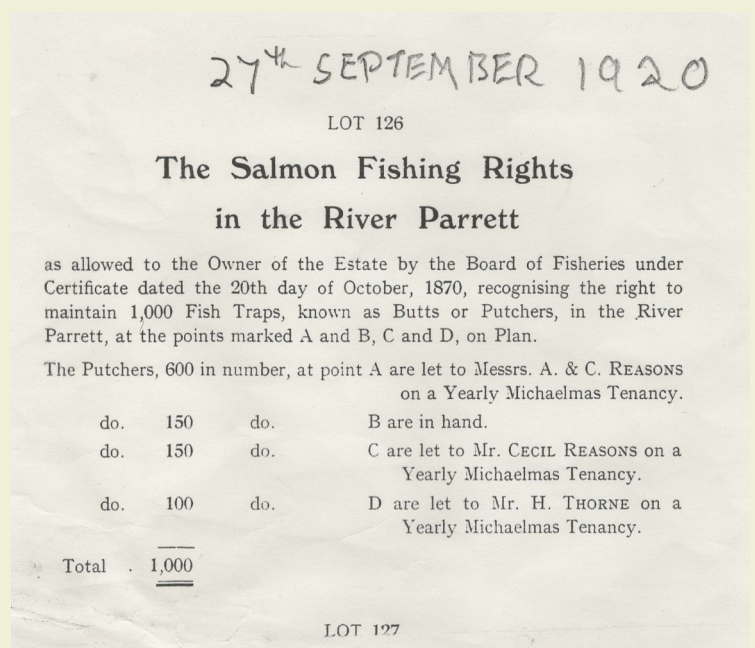 27th SEPTEMBER 1920
LOT 126
The Salmon Fishing Rights
in the River Parrett
as allowed to the Owner of the Estate by the Board of Fisheries under
Certificate dated the 20th day of October, 1870, recognising the right to
maintain 1,000 Fish Traps, known as Butts or Putchers, in the River
Parrett, at the points marked A and B, C and D, on Plan.
The Putchers, 600 in number, at point A are let to Messrs. A. & C. REASONS
on a Yearly Michaelmas Tenancy.
do. 150 do. B are in hand.
do. 150 do. C are let to Mr. CECIL REASONS on a
Yearly Michaelmas Tenancy.
do. 100 do. D are let to Mr. H. THORNE on a
Yearly Michaelmas Tenancy.
Total . 1,000
LOT 127